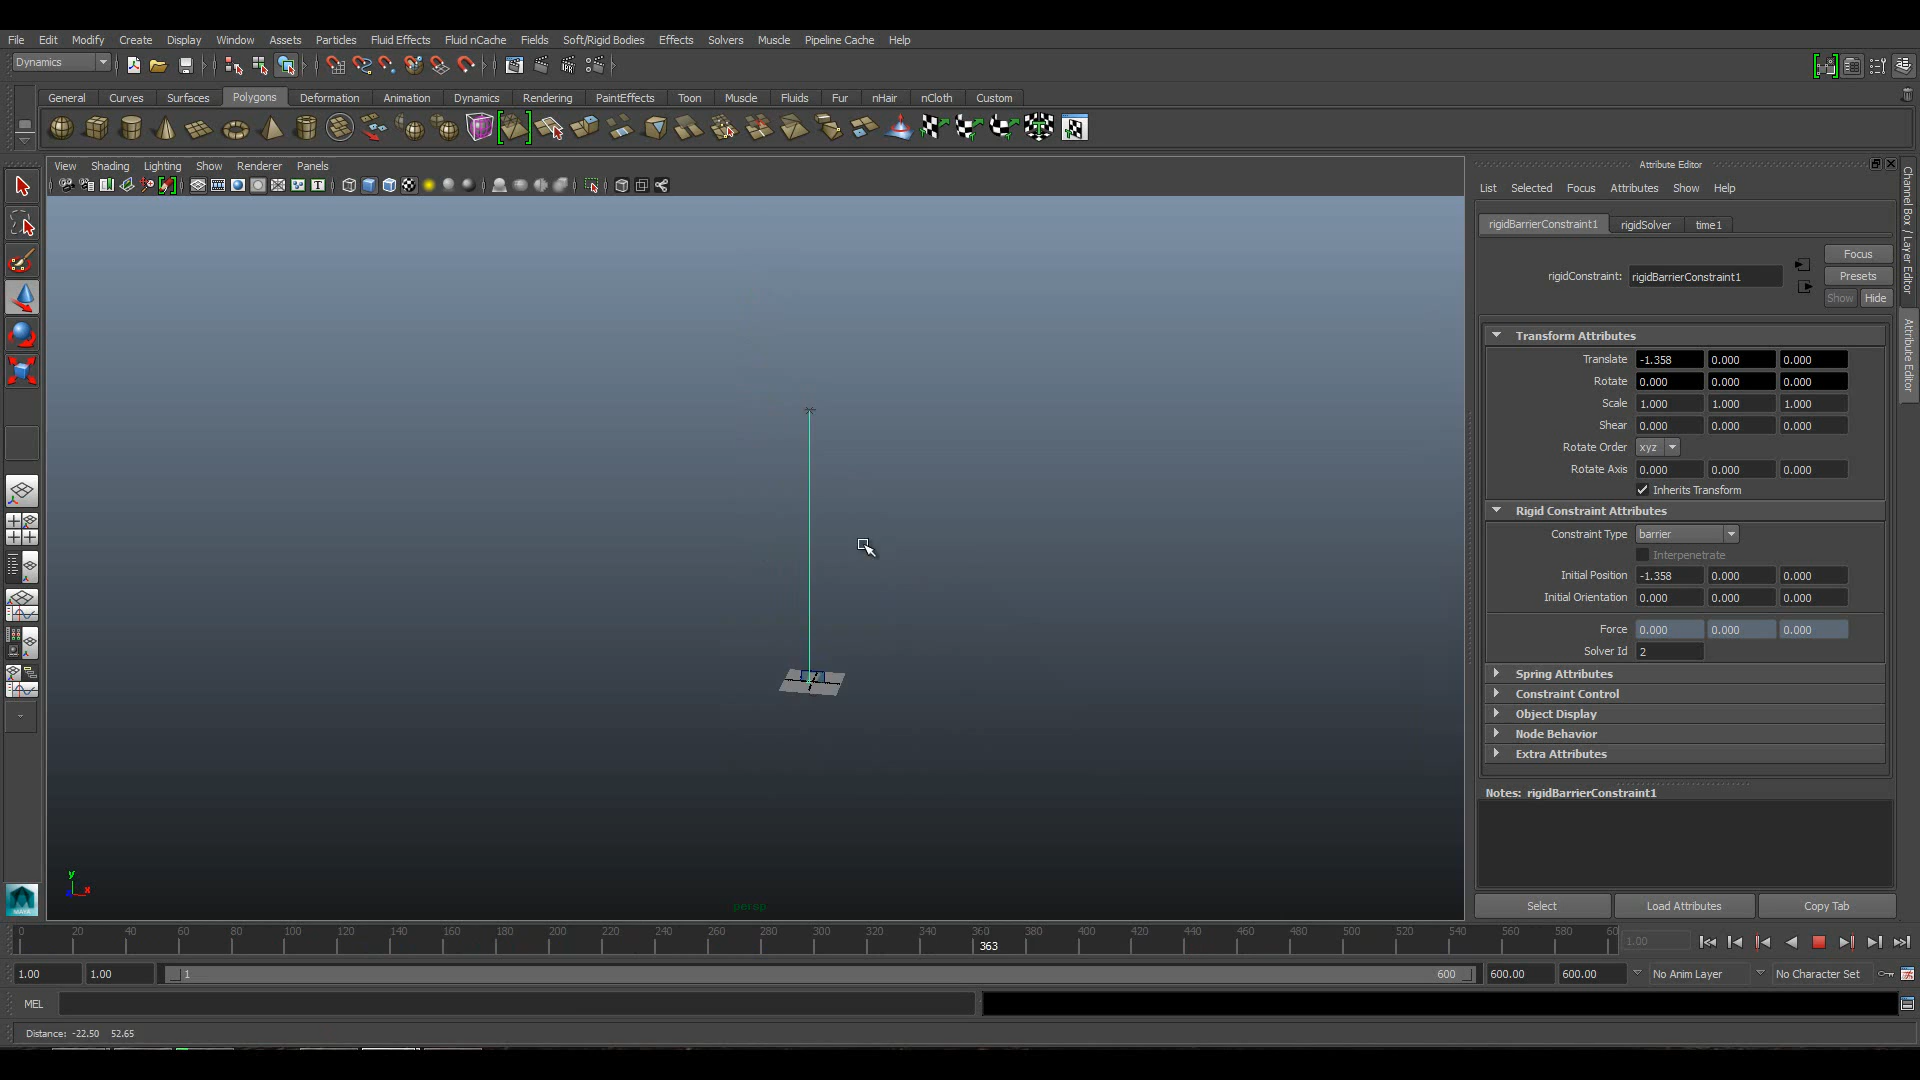 File Edit Modify Create Display Window Assets Particles Fluid Effects Fluid nCache Fields Soft/Rigid Bodies Effects Solvers Muscle Pipeline Cache Help
Dynamics
General Curves Surfaces Polygons Deformation Animation Dynamics Rendering PaintEffects Toon Muscle Fluids Fur nHair nCloth Custom
View Shading Lighting Show Renderer Panels
Attribute Editor
List Selected Focus Attributes Show Help
rigidBarrierConstraint1 rigidSolver time1
Focus
rigidConstraint: rigidBarrierConstraint1 Presets
Show Hide
Transform Attributes
Translate -1.358 0.000 0.000
Rotate 0.000 0.000 0.000
Scale 1.000 1.000 1.000
Shear 0.000 0.000 0.000
Rotate Order xyz
Rotate Axis 0.000 0.000 0.000
Inherits Transform
Rigid Constraint Attributes
Constraint Type barrier
Interpenetrate
Initial Position -1.358 0.000 0.000
Initial Orientation 0.000 0.000 0.000
Force 0.000 0.000 0.000
Solver Id 2
Spring Attributes
Constraint Control
Object Display
Node Behavior
Extra Attributes
Notes: rigidBarrierConstraint1
Select Load Attributes Copy Tab
Channel Box / Layer Editor
Attribute Editor
y
x
persp
MAYA
0 20 40 60 80 100 120 140 160 180 200 220 240 260 280 300 320 340 360 380 400 420 440 460 480 500 520 540 560 580 60
363
1.00
1.00 1.00 1 600 600.00 600.00 No Anim Layer No Character Set
MEL
Distance: -22.50 52.65